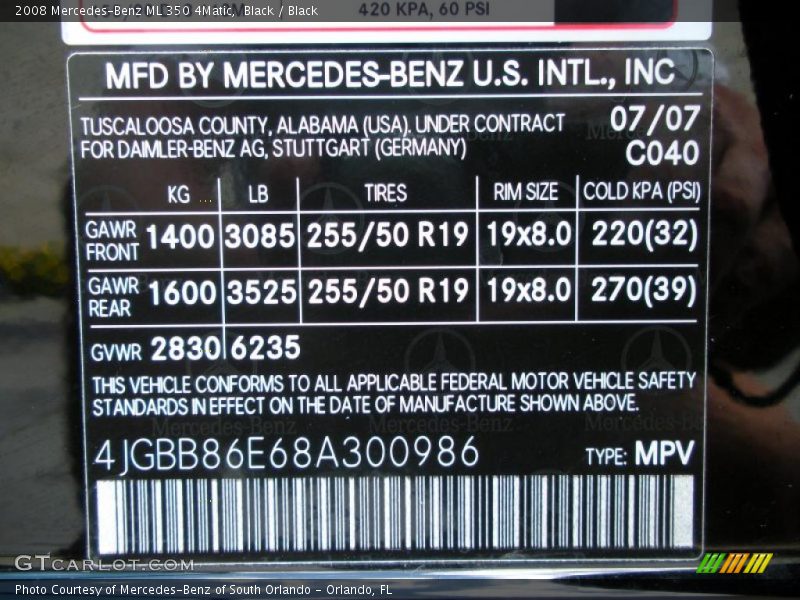 2008 Mercedes-Benz ML 350 4Matic, Black / Black
420 KPA, 60 PSI
MFD BY MERCEDES-BENZ U.S. INTL., INC
TUSCALOOSA COUNTY, ALABAMA (USA), UNDER CONTRACT
FOR DAIMLER-BENZ AG, STUTTGART (GERMANY)
07/07
C040
KG LB TIRES RIM SIZE COLD KPA (PSI)
GAWR FRONT 1400 3085 255/50 R19 19x8.0 220(32)
GAWR REAR 1600 3525 255/50 R19 19x8.0 270(39)
GVWR 2830 6235
THIS VEHICLE CONFORMS TO ALL APPLICABLE FEDERAL MOTOR VEHICLE SAFETY
STANDARDS IN EFFECT ON THE DATE OF MANUFACTURE SHOWN ABOVE.
4JGBB86E68A300986
TYPE: MPV
GTCARLOT.COM
Photo Courtesy of Mercedes-Benz of South Orlando - Orlando, FL